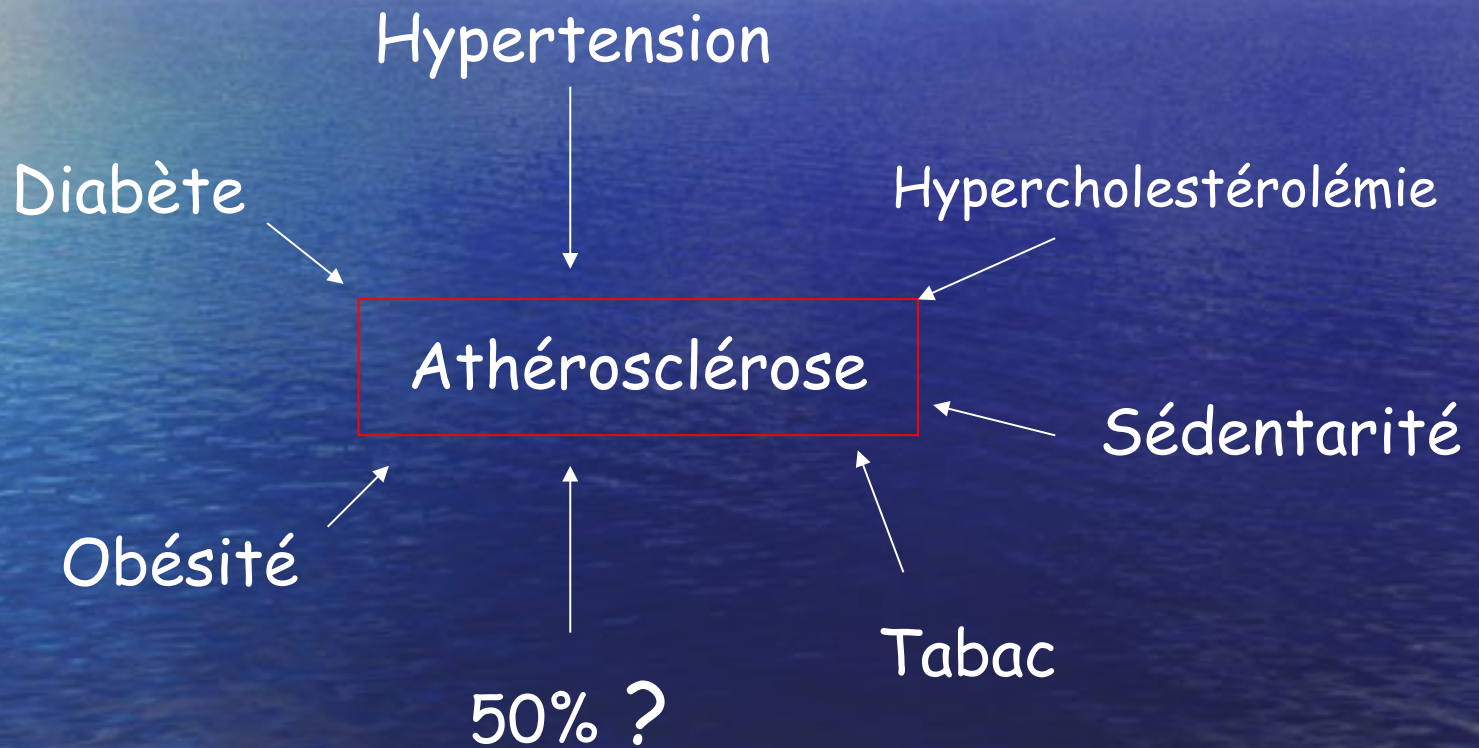 Hypertension
Diabète
Hypercholestérolémie
Athérosclérose
Sédentarité
Obésité
Tabac
50% ?